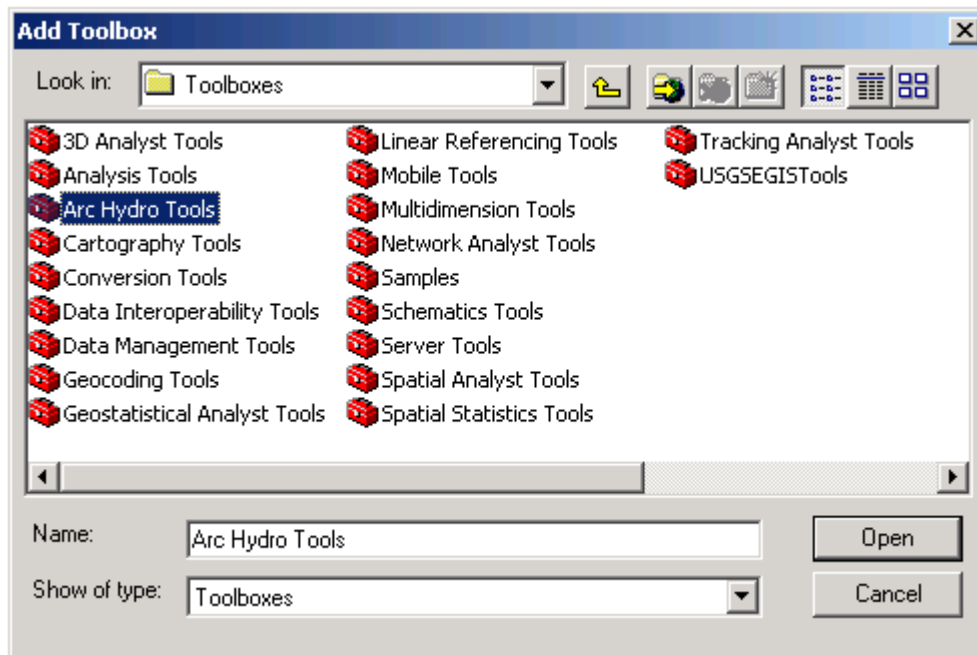 Add Toolbox
Look in: Toolboxes
3D Analyst Tools
Analysis Tools
Arc Hydro Tools
Cartography Tools
Conversion Tools
Data Interoperability Tools
Data Management Tools
Geocoding Tools
Geostatistical Analyst Tools
Linear Referencing Tools
Mobile Tools
Multidimension Tools
Network Analyst Tools
Samples
Schematics Tools
Server Tools
Spatial Analyst Tools
Spatial Statistics Tools
Tracking Analyst Tools
USGSEGISTools
Name: Arc Hydro Tools
Open
Show of type: Toolboxes
Cancel